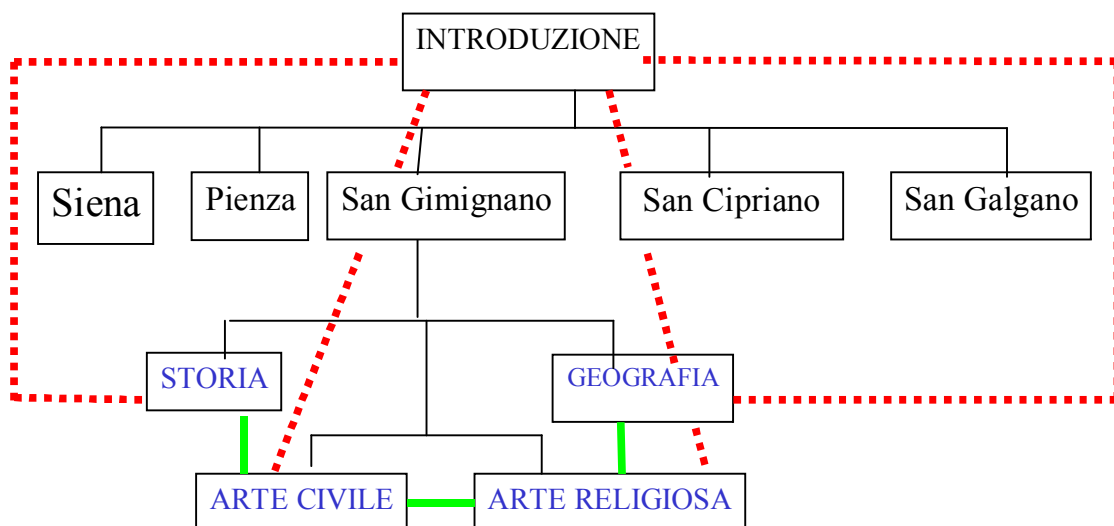 INTRODUZIONE
Siena
Pienza
San Gimignano
San Cipriano
San Galgano
STORIA
GEOGRAFIA
ARTE CIVILE
ARTE RELIGIOSA